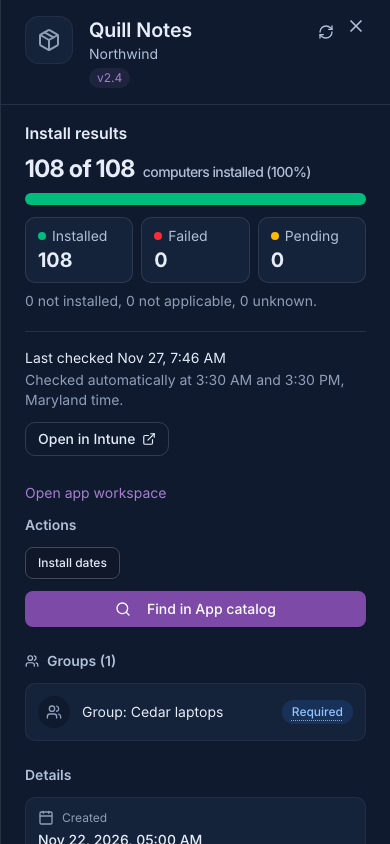 Quill Notes
Northwind
v2.4
Install results
108 of 108 computers installed (100%)
Installed
108
Failed
0
Pending
0
0 not installed, 0 not applicable, 0 unknown.
Last checked Nov 27, 7:46 AM
Checked automatically at 3:30 AM and 3:30 PM,
Maryland time.
Open in Intune
Open app workspace
Actions
Install dates
Find in App catalog
Groups (1)
Group: Cedar laptops
Required
Details
Created
Nov 22, 2026, 05:00 AM